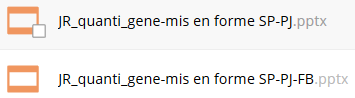 JR_quanti_gene-mis en forme SP-PJ.pptx
JR_quanti_gene-mis en forme SP-PJ-FB.pptx